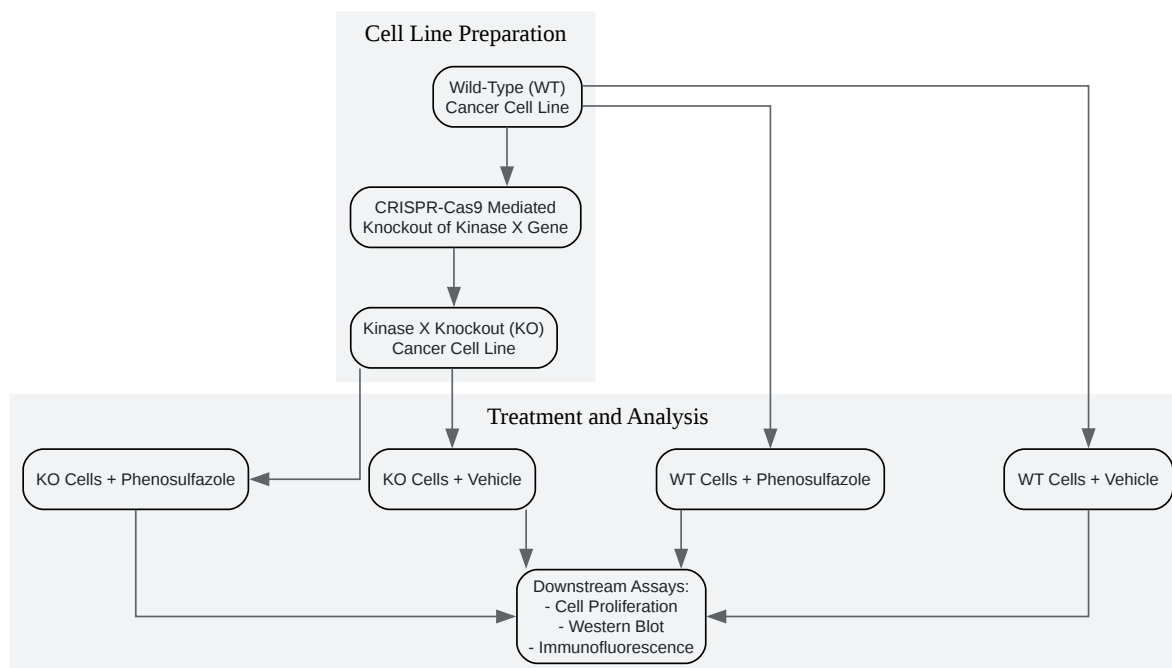 Cell Line Preparation
Wild-Type (WT)
Cancer Cell Line
CRISPR-Cas9 Mediated
Knockout of Kinase X Gene
Kinase X Knockout (KO)
Cancer Cell Line
Treatment and Analysis
KO Cells + Phenosulfazole
KO Cells + Vehicle
WT Cells + Phenosulfazole
WT Cells + Vehicle
Downstream Assays:
- Cell Proliferation
- Western Blot
- Immunofluorescence